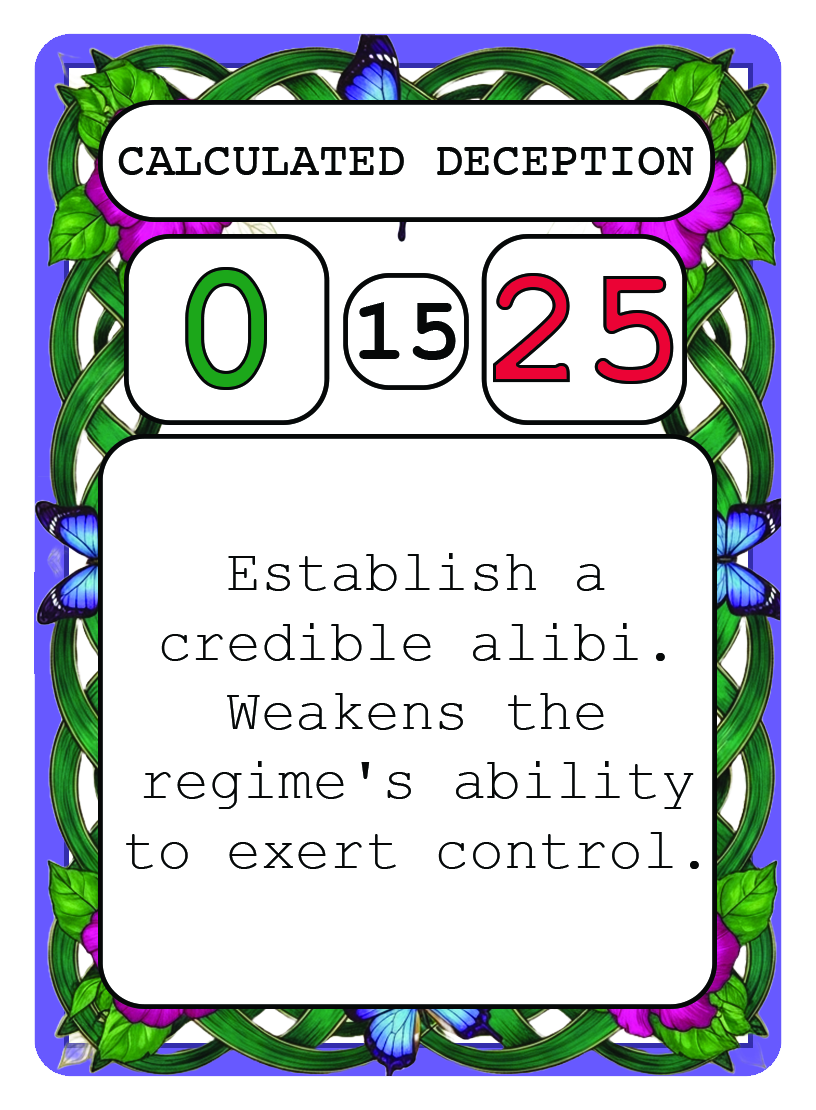 CALCULATED DECEPTION
0 15 25
Establish a
credible alibi.
Weakens the
regime's ability
to exert control.